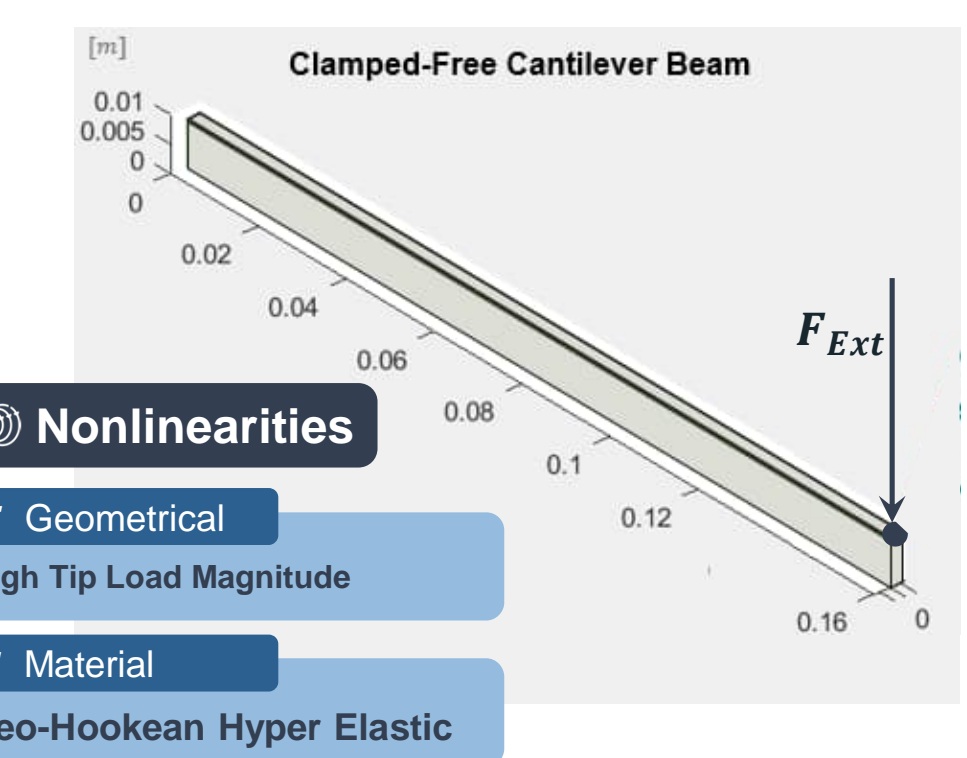 [m]
Clamped-Free Cantilever Beam
0.01
0.005
0
0
0.02
0.04
0.06
0.08
0.1
0.12
0.16
0
F_Ext
Nonlinearities
Geometrical
gh Tip Load Magnitude
Material
eo-Hookean Hyper Elastic